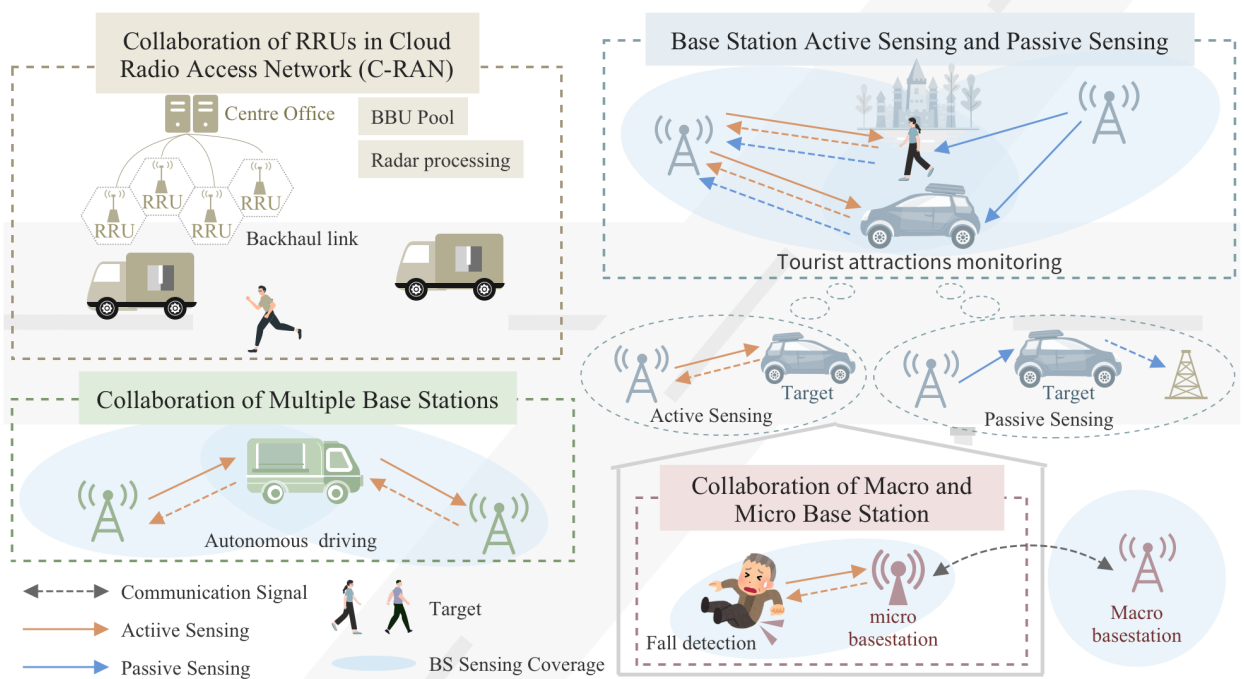 Collaboration of RRUs in Cloud
Radio Access Network (C-RAN)
Centre Office
BBU Pool
Radar processing
RRU
RRU
RRU
RRU
Backhaul link
Base Station Active Sensing and Passive Sensing
Tourist attractions monitoring
Target
Active Sensing
Target
Passive Sensing
Collaboration of Multiple Base Stations
Autonomous driving
Collaboration of Macro and
Micro Base Station
Fall detection
micro
basestation
Macro
basestation
Communication Signal
Actiive Sensing
Passive Sensing
Target
BS Sensing Coverage